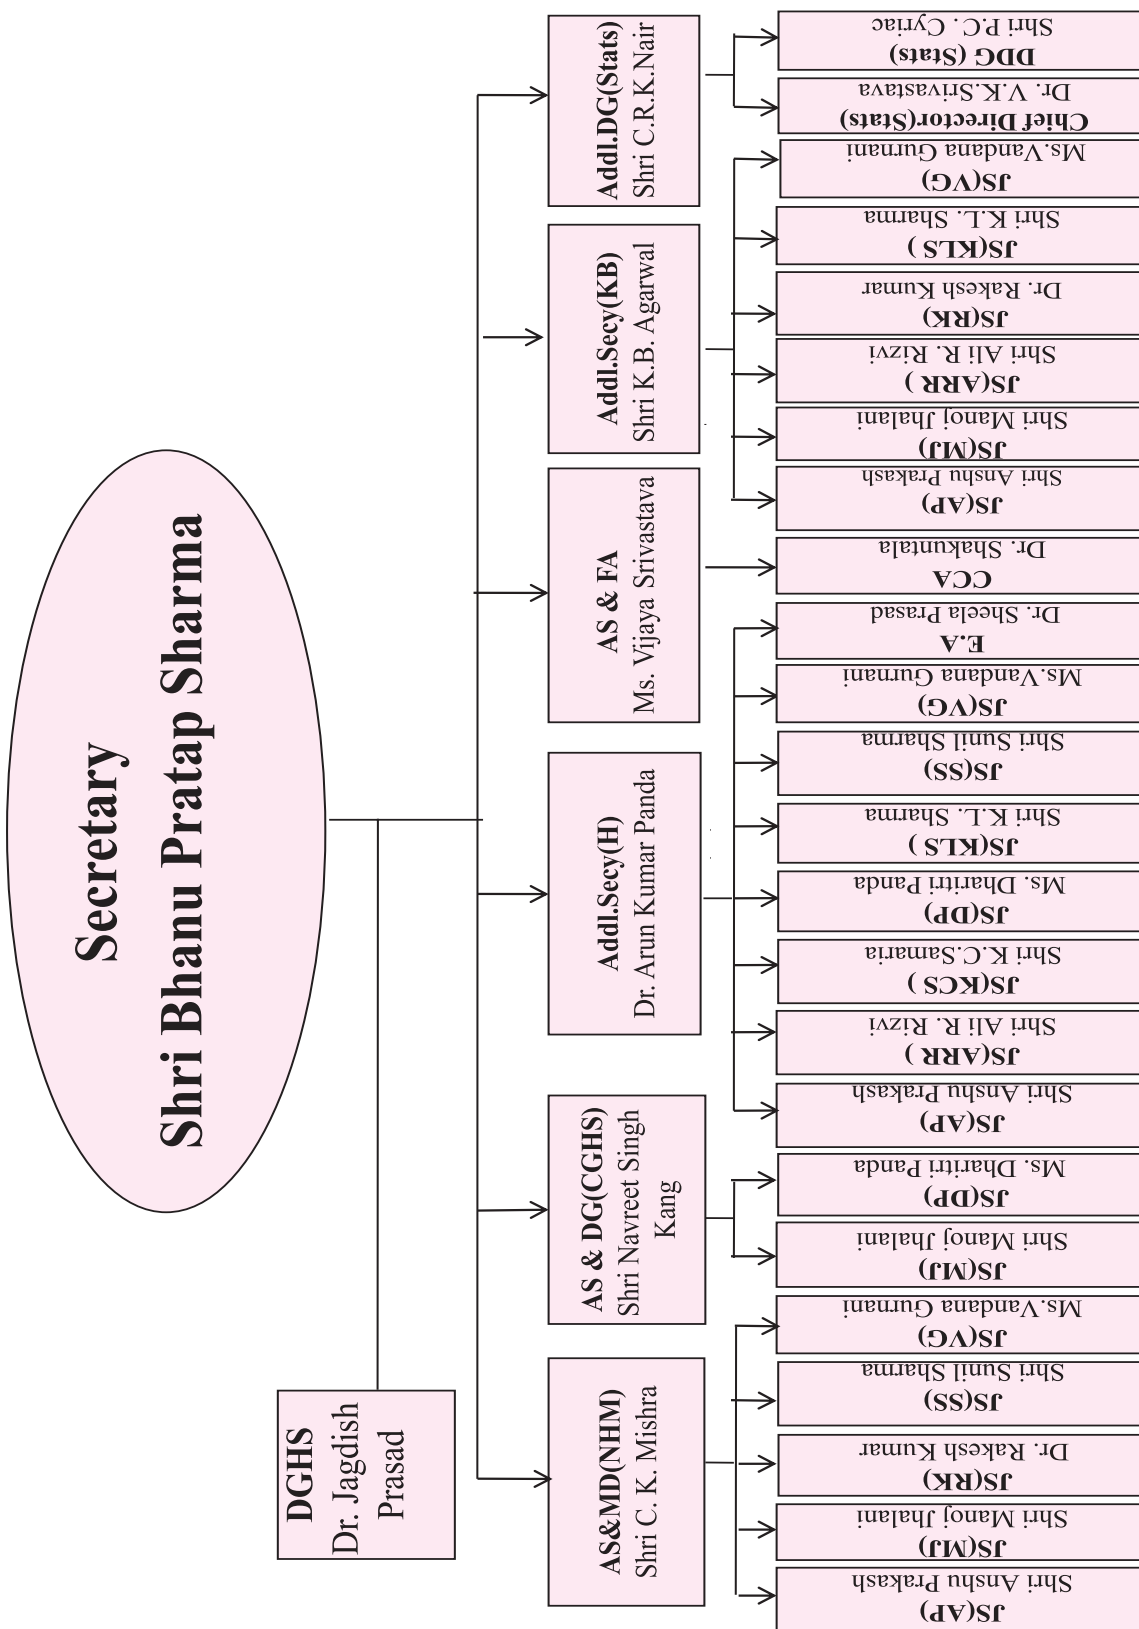 Secretary
Shri Bhanu Pratap Sharma
DGHS
Dr. Jagdish
Prasad
AS&MD(NHM)
Shri C. K. Mishra
AS & DG(CGHS)
Shri Navreet Singh
Kang
Addl.Secy(H)
Dr. Arun Kumar Panda
AS & FA
Ms. Vijaya Srivastava
Addl.Secy(KB)
Shri K.B. Agarwal
Addl.DG(Stats)
Shri C.R.K.Nair
JS(AP)
Shri Anshu Prakash
JS(MJ)
Shri Manoj Jhalani
JS(RK)
Dr. Rakesh Kumar
JS(SS)
Shri Sunil Sharma
JS(VG)
Ms.Vandana Gurnani
JS(MJ)
Shri Manoj Jhalani
JS(DP)
Ms. Dharitri Panda
JS(AP)
Shri Anshu Prakash
JS(ARR )
Shri Ali R. Rizvi
JS(KCS )
Shri K.C.Samaria
JS(DP)
Ms. Dharitri Panda
JS(KLS )
Shri K.L. Sharma
JS(SS)
Shri Sunil Sharma
JS(VG)
Ms.Vandana Gurnani
E.A
Dr. Sheela Prasad
CCA
Dr. Shakuntala
JS(AP)
Shri Anshu Prakash
JS(MJ)
Shri Manoj Jhalani
JS(ARR )
Shri Ali R. Rizvi
JS(RK)
Dr. Rakesh Kumar
JS(KLS )
Shri K.L. Sharma
JS(VG)
Ms.Vandana Gurnani
Chief Director(Stats)
Dr. V.K.Srivastava
DDG (Stats)
Shri P.C. Cyriac